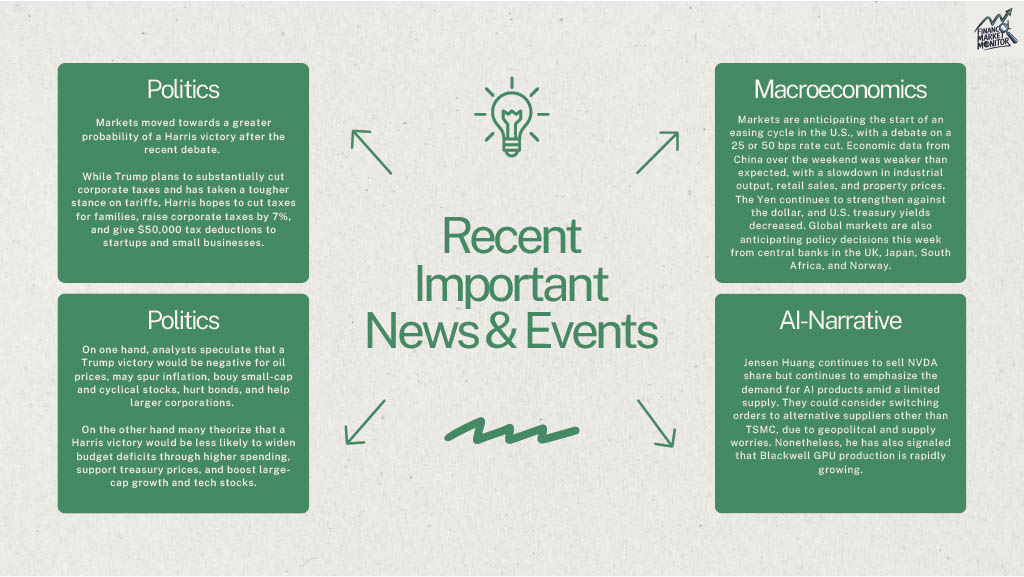 FINANCIAL
MARKET
MONITOR
Politics
Markets moved towards a greater
probability of a Harris victory after the
recent debate.
While Trump plans to substantially cut
corporate taxes and has taken a tougher
stance on tariffs, Harris hopes to cut taxes
for families, raise corporate taxes by 7%,
and give $50,000 tax deductions to
startups and small businesses.
Politics
On one hand, analysts speculate that a
Trump victory would be negative for oil
prices, may spur inflation, bouy small-cap
and cyclical stocks, hurt bonds, and help
larger corporations.
On the other hand many theorize that a
Harris victory would be less likely to widen
budget deficits through higher spending,
support treasury prices, and boost large-
cap growth and tech stocks.
Recent
Important
News & Events
Macroeconomics
Markets are anticipating the start of an
easing cycle in the U.S., with a debate on a
25 or 50 bps rate cut. Economic data from
China over the weekend was weaker than
expected, with a slowdown in industrial
output, retail sales, and property prices.
The Yen continues to strengthen against
the dollar, and U.S. treasury yields
decreased. Global markets are also
anticipating policy decisions this week
from central banks in the UK, Japan, South
Africa, and Norway.
AI-Narrative
Jensen Huang continues to sell NVDA
share but continues to emphasize the
demand for AI products amid a limited
supply. They could consider switching
orders to alternative suppliers other than
TSMC, due to geopolitcal and supply
worries. Nonetheless, he has also signaled
that Blackwell GPU production is rapidly
growing.